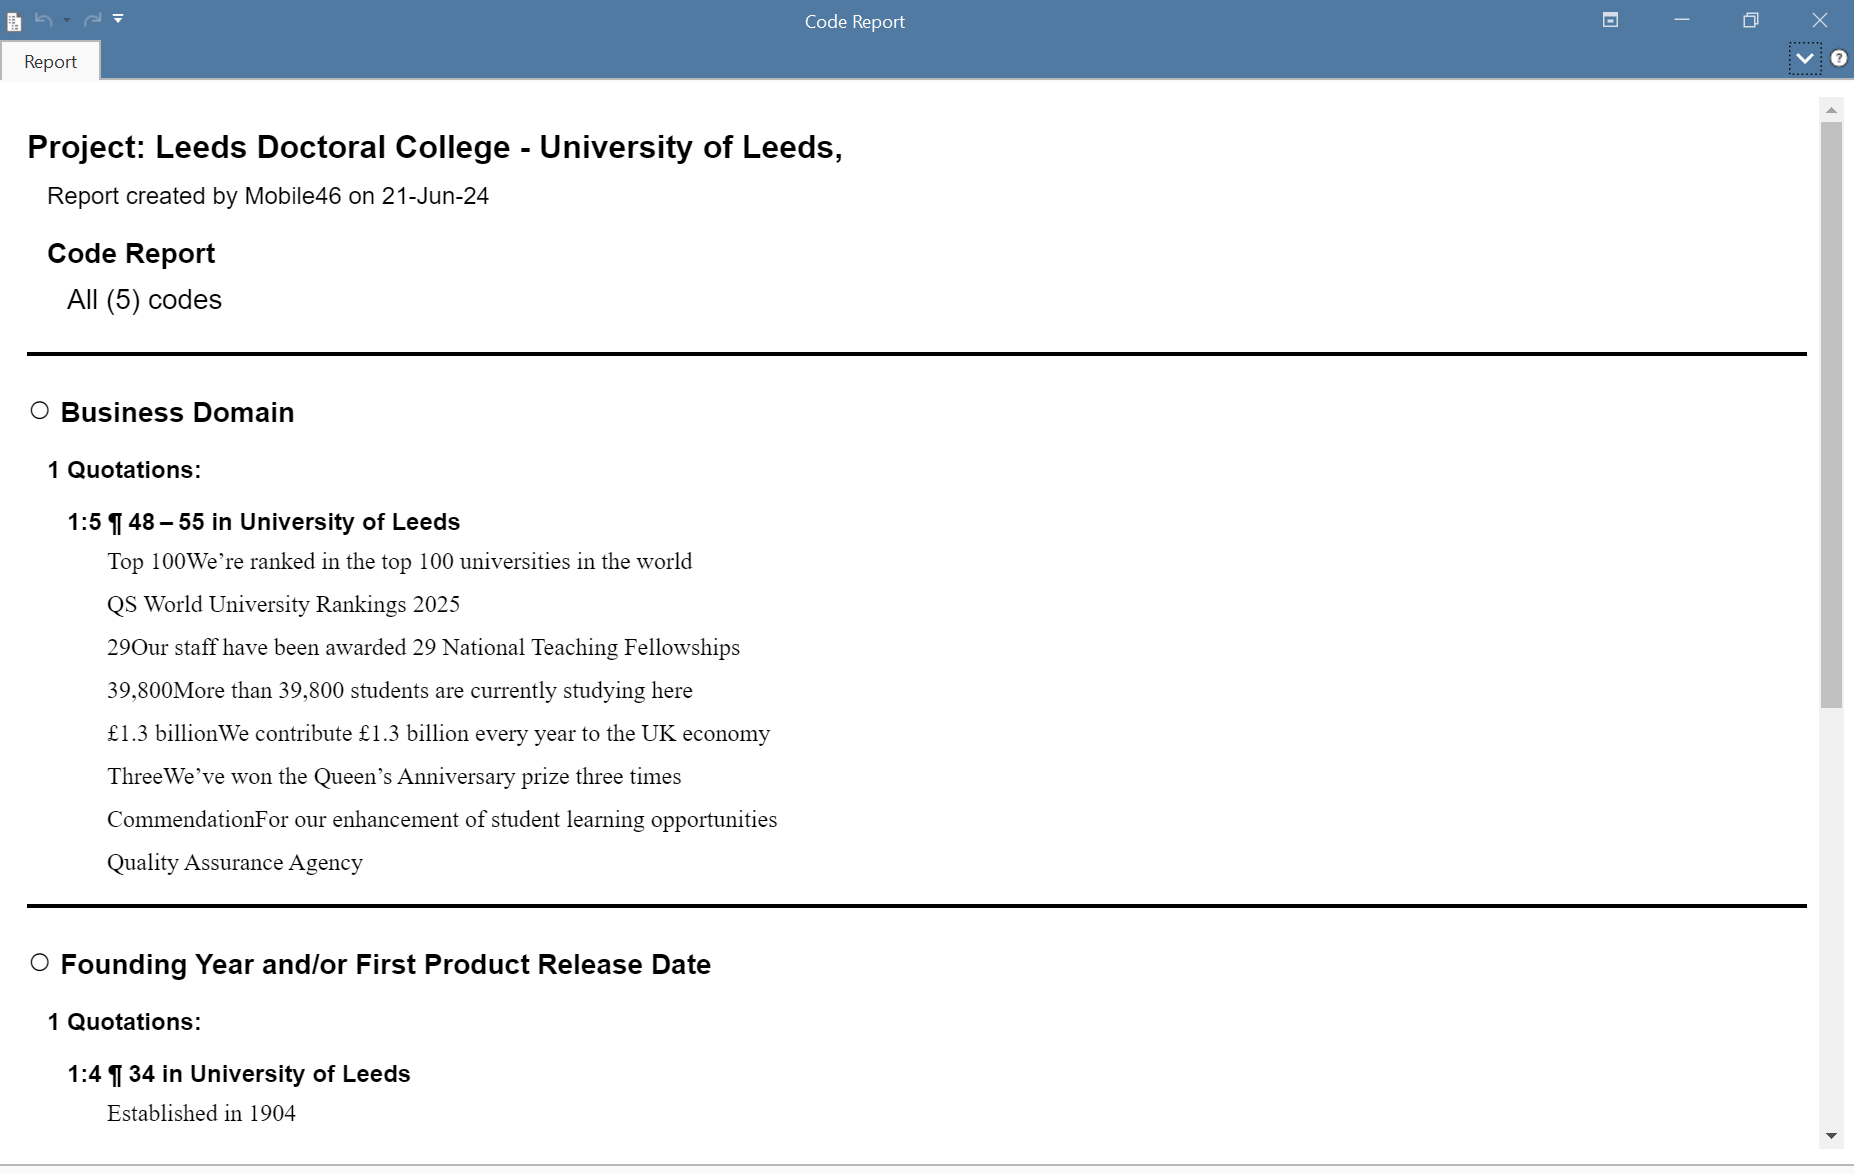 Code Report
Report
Project: Leeds Doctoral College - University of Leeds,
Report created by Mobile46 on 21-Jun-24
Code Report
All (5) codes
○ Business Domain
1 Quotations:
1:5 ¶ 48 – 55 in University of Leeds
Top 100We’re ranked in the top 100 universities in the world
QS World University Rankings 2025
29Our staff have been awarded 29 National Teaching Fellowships
39,800More than 39,800 students are currently studying here
£1.3 billionWe contribute £1.3 billion every year to the UK economy
ThreeWe’ve won the Queen’s Anniversary prize three times
CommendationFor our enhancement of student learning opportunities
Quality Assurance Agency
○ Founding Year and/or First Product Release Date
1 Quotations:
1:4 ¶ 34 in University of Leeds
Established in 1904